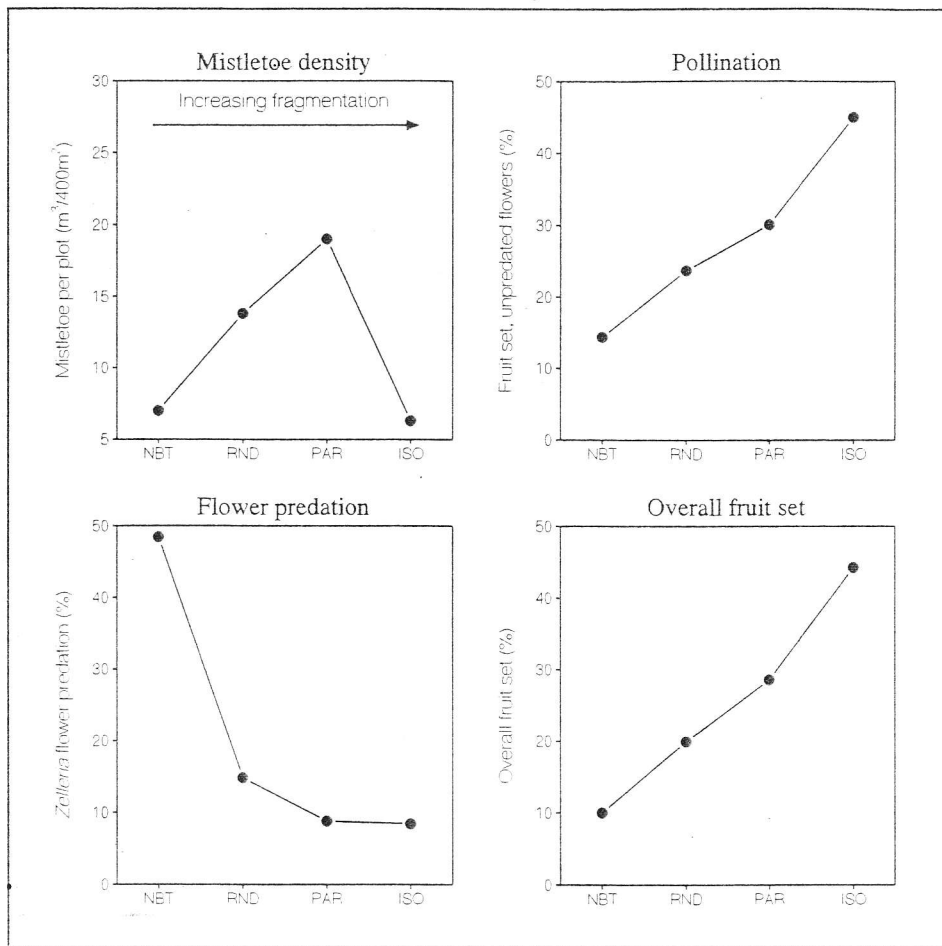 Mistletoe density
30
25
20
15
10
5
Mistletoe per plot (m³/400m²)
Increasing fragmentation
NBT RND PAR ISO
Pollination
50
40
30
20
10
0
Fruit set, unpredated flowers (%)
NBT RND PAR ISO
Flower predation
50
40
30
20
10
0
Zelleria flower predation (%)
NBT RND PAR ISO
Overall fruit set
50
40
30
20
10
0
Overall fruit set (%)
NBT RND PAR ISO